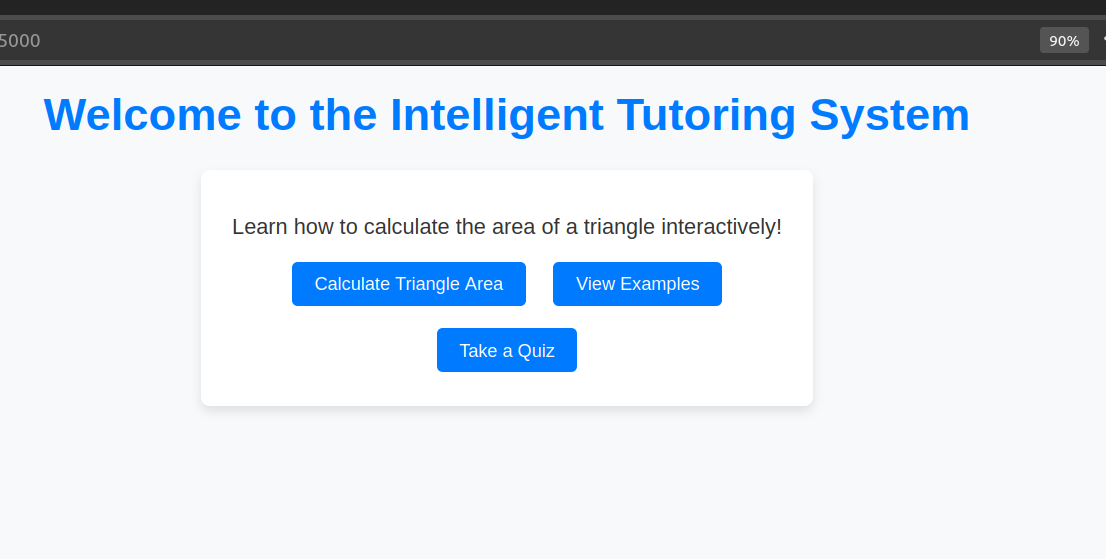 5000
90%
Welcome to the Intelligent Tutoring System
Learn how to calculate the area of a triangle interactively!
Calculate Triangle Area View Examples
Take a Quiz